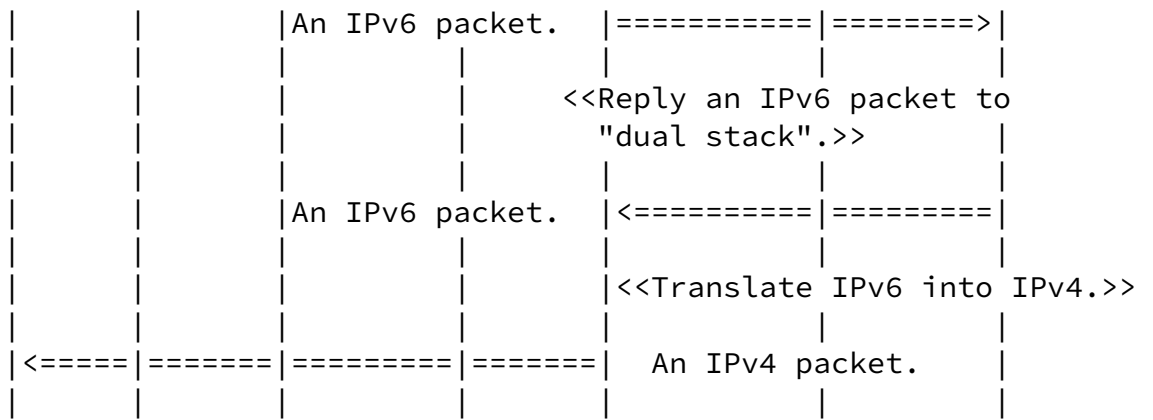 An IPv6 packet.
<<Reply an IPv6 packet to
"dual stack".>>
An IPv6 packet.
<<Translate IPv6 into IPv4.>>
An IPv4 packet.